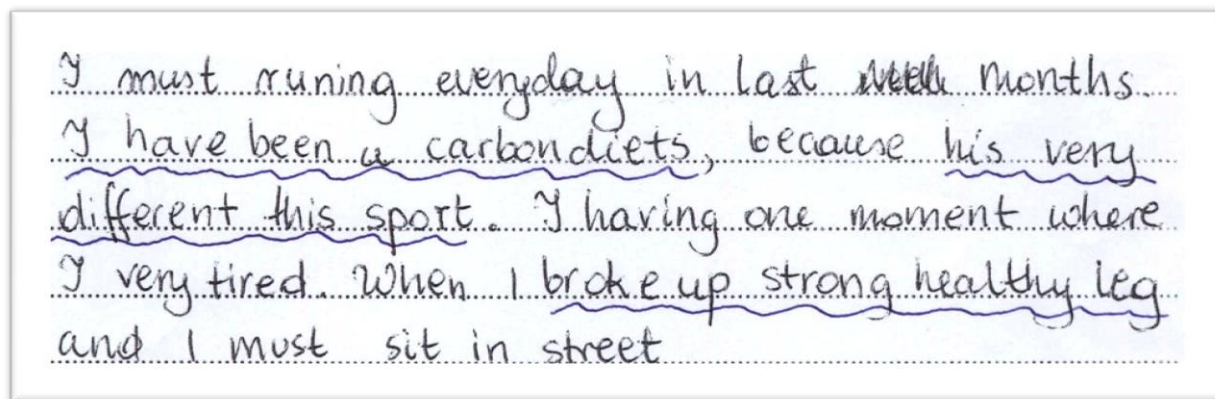 I must runing everyday in last months.
I have been a carbondiets, because his very
different this sport. I having one moment where
I very tired. When I broke up strong healthy leg
and I must sit in street